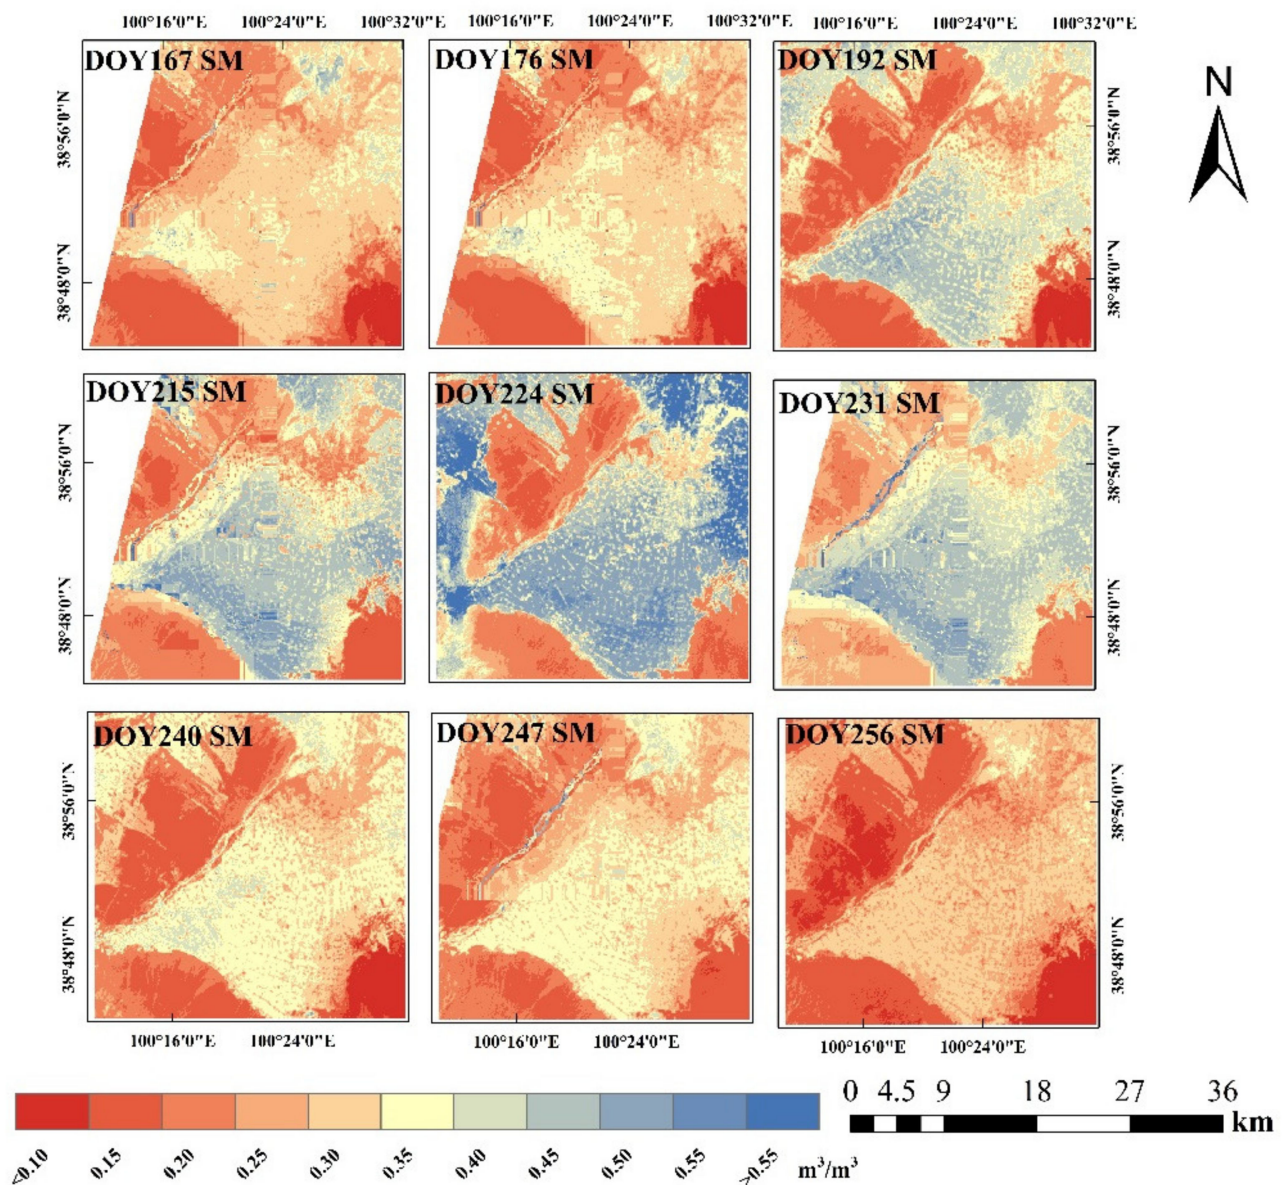 100°16'0"E 100°24'0"E 100°32'0"E 100°16'0"E 100°24'0"E 100°32'0"E 100°16'0"E 100°24'0"E 100°32'0"E
DOY167 SM DOY176 SM DOY192 SM
N
38°56'0"N 38°56'0"N
38°48'0"N 38°48'0"N
DOY215 SM DOY224 SM DOY231 SM
38°56'0"N 38°56'0"N
38°48'0"N 38°48'0"N
DOY240 SM DOY247 SM DOY256 SM
38°56'0"N 38°56'0"N
38°48'0"N 38°48'0"N
100°16'0"E 100°24'0"E 100°16'0"E 100°24'0"E 100°16'0"E 100°24'0"E
0 4.5 9 18 27 36
km
<0.10 0.15 0.20 0.25 0.30 0.35 0.40 0.45 0.50 0.55 >0.55 m³/m³